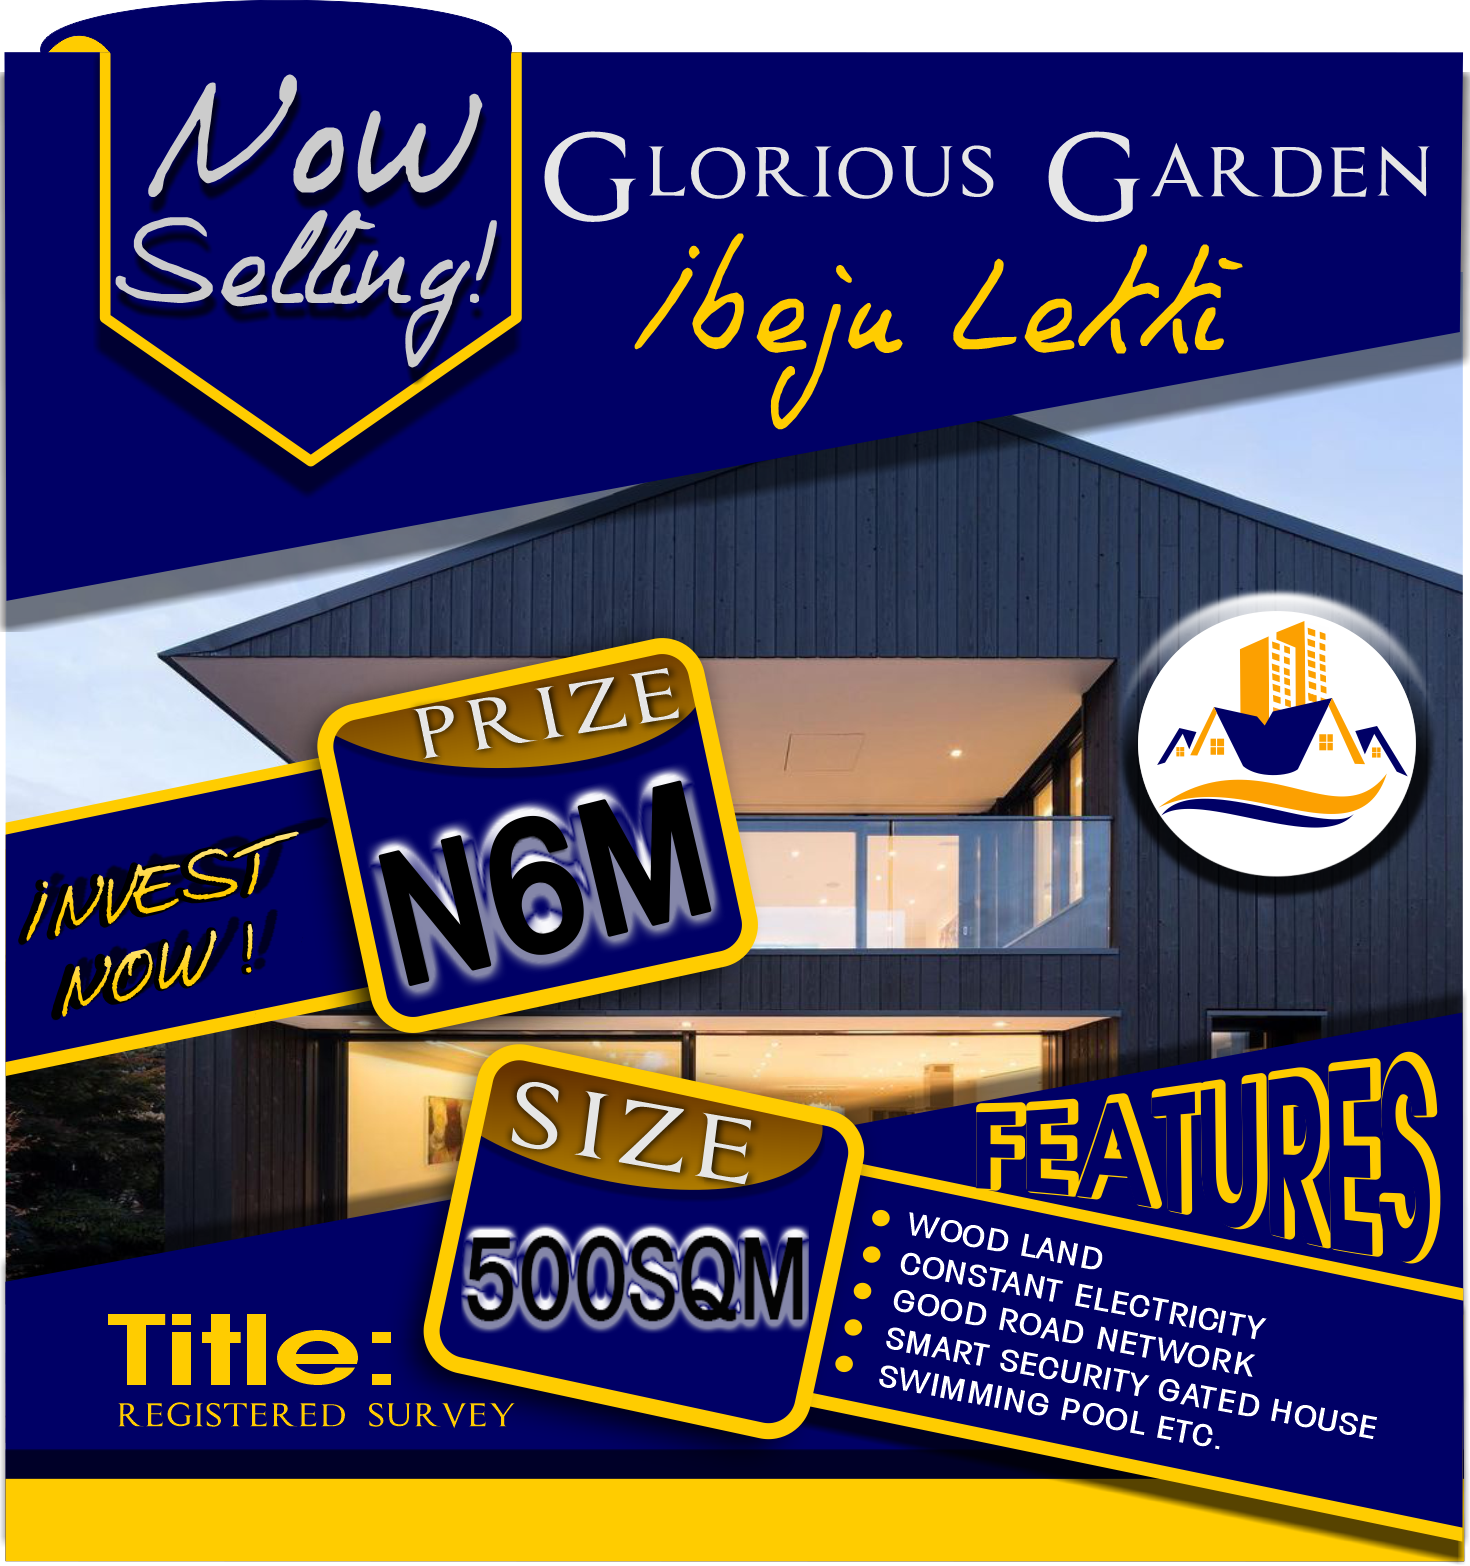 Now
Selling!
GLORIOUS GARDEN
ibeju Lekki
PRIZE
N6M
iNVEST
NOW !
SIZE
500SQM
FEATURES
WOOD LAND
CONSTANT ELECTRICITY
GOOD ROAD NETWORK
SMART SECURITY GATED HOUSE
SWIMMING POOL ETC.
Title:
REGISTERED SURVEY